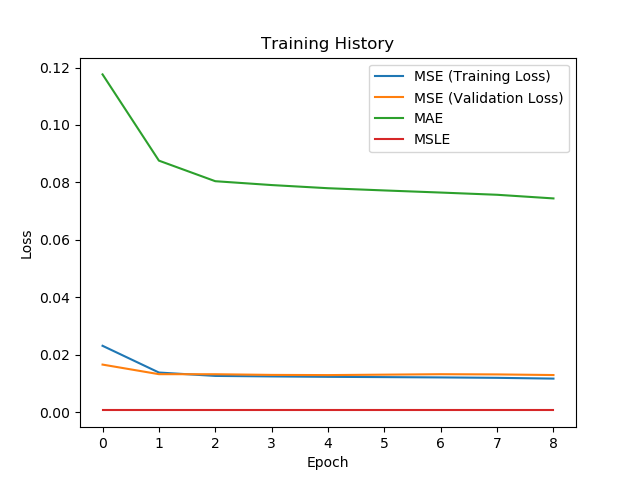 Training History
MSE (Training Loss)
MSE (Validation Loss)
MAE
MSLE
0.12
0.10
0.08
0.06
0.04
0.02
0.00
Loss
0 1 2 3 4 5 6 7 8
Epoch